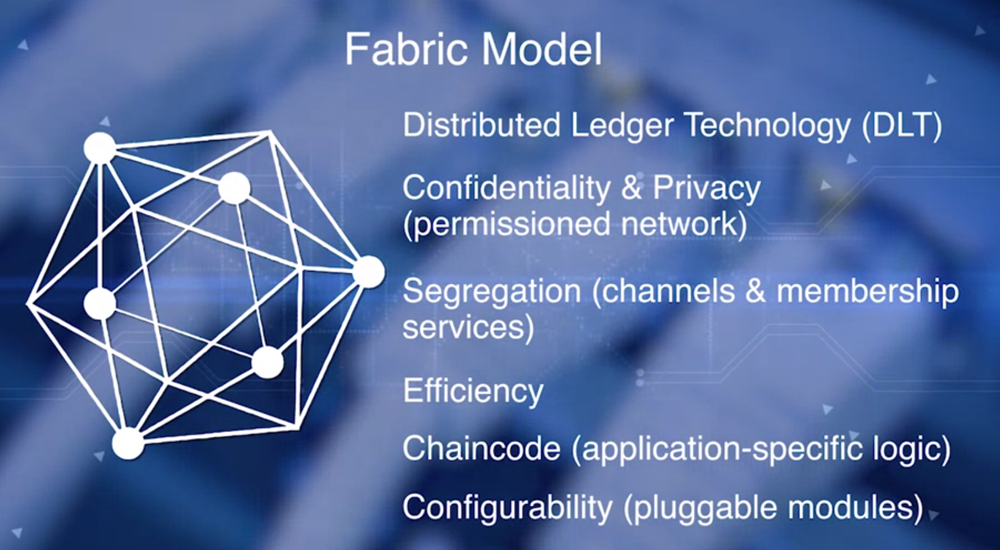 Fabric Model
Distributed Ledger Technology (DLT)
Confidentiality & Privacy
(permissioned network)
Segregation (channels & membership
services)
Efficiency
Chaincode (application-specific logic)
Configurability (pluggable modules)